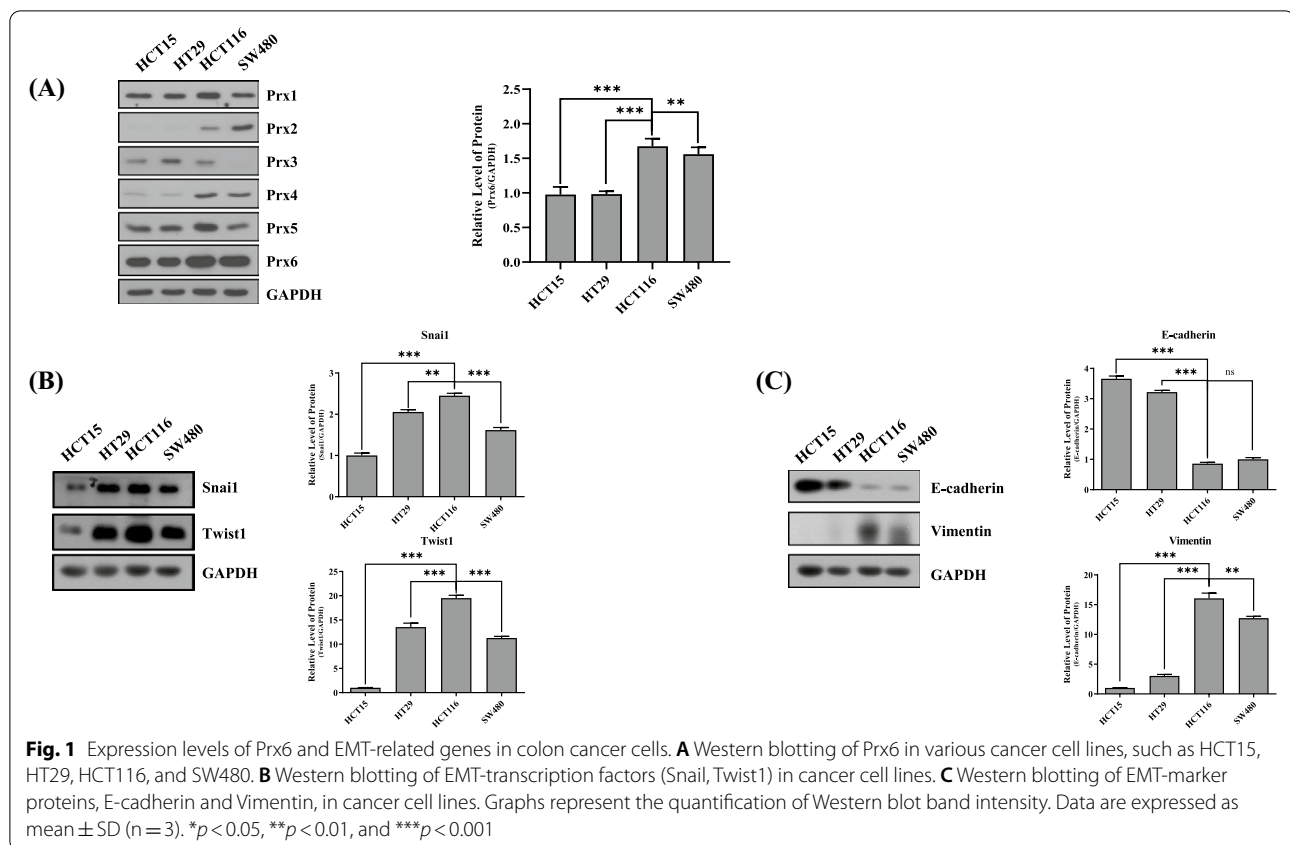 (A)
HCT15 HT29 HCT116 SW480
Prx1
Prx2
Prx3
Prx4
Prx5
Prx6
GAPDH
Relative Level of Protein
(Prx6/GAPDH)
2.5
2.0
1.5
1.0
0.5
0.0
***
*** **
HCT15 HT29 HCT116 SW480
(B)
HCT15 HT29 HCT116 SW480
Snai1
Twist1
GAPDH
Snai1
Relative Level of Protein
(Snail/GAPDH)
3
2
1
0
***
** ***
HCT15 HT29 HCT116 SW480
Twist1
Relative Level of Protein
(Twist1/GAPDH)
25
20
15
10
5
0
***
*** ***
HCT15 HT29 HCT116 SW480
(C)
HCT15 HT29 HCT116 SW480
E-cadherin
Vimentin
GAPDH
E-cadherin
Relative Level of Protein
(E-cadherin/GAPDH)
4
3
2
1
0
***
*** ns
HCT15 HT29 HCT116 SW480
Vimentin
Relative Level of Protein
(E-cadherin/GAPDH)
20
15
10
5
0
***
*** **
HCT15 HT29 HCT116 SW480
Fig. 1 Expression levels of Prx6 and EMT-related genes in colon cancer cells. A Western blotting of Prx6 in various cancer cell lines, such as HCT15,
HT29, HCT116, and SW480. B Western blotting of EMT-transcription factors (Snail, Twist1) in cancer cell lines. C Western blotting of EMT-marker
proteins, E-cadherin and Vimentin, in cancer cell lines. Graphs represent the quantification of Western blot band intensity. Data are expressed as
mean ± SD (n = 3). *p < 0.05, **p < 0.01, and ***p < 0.001